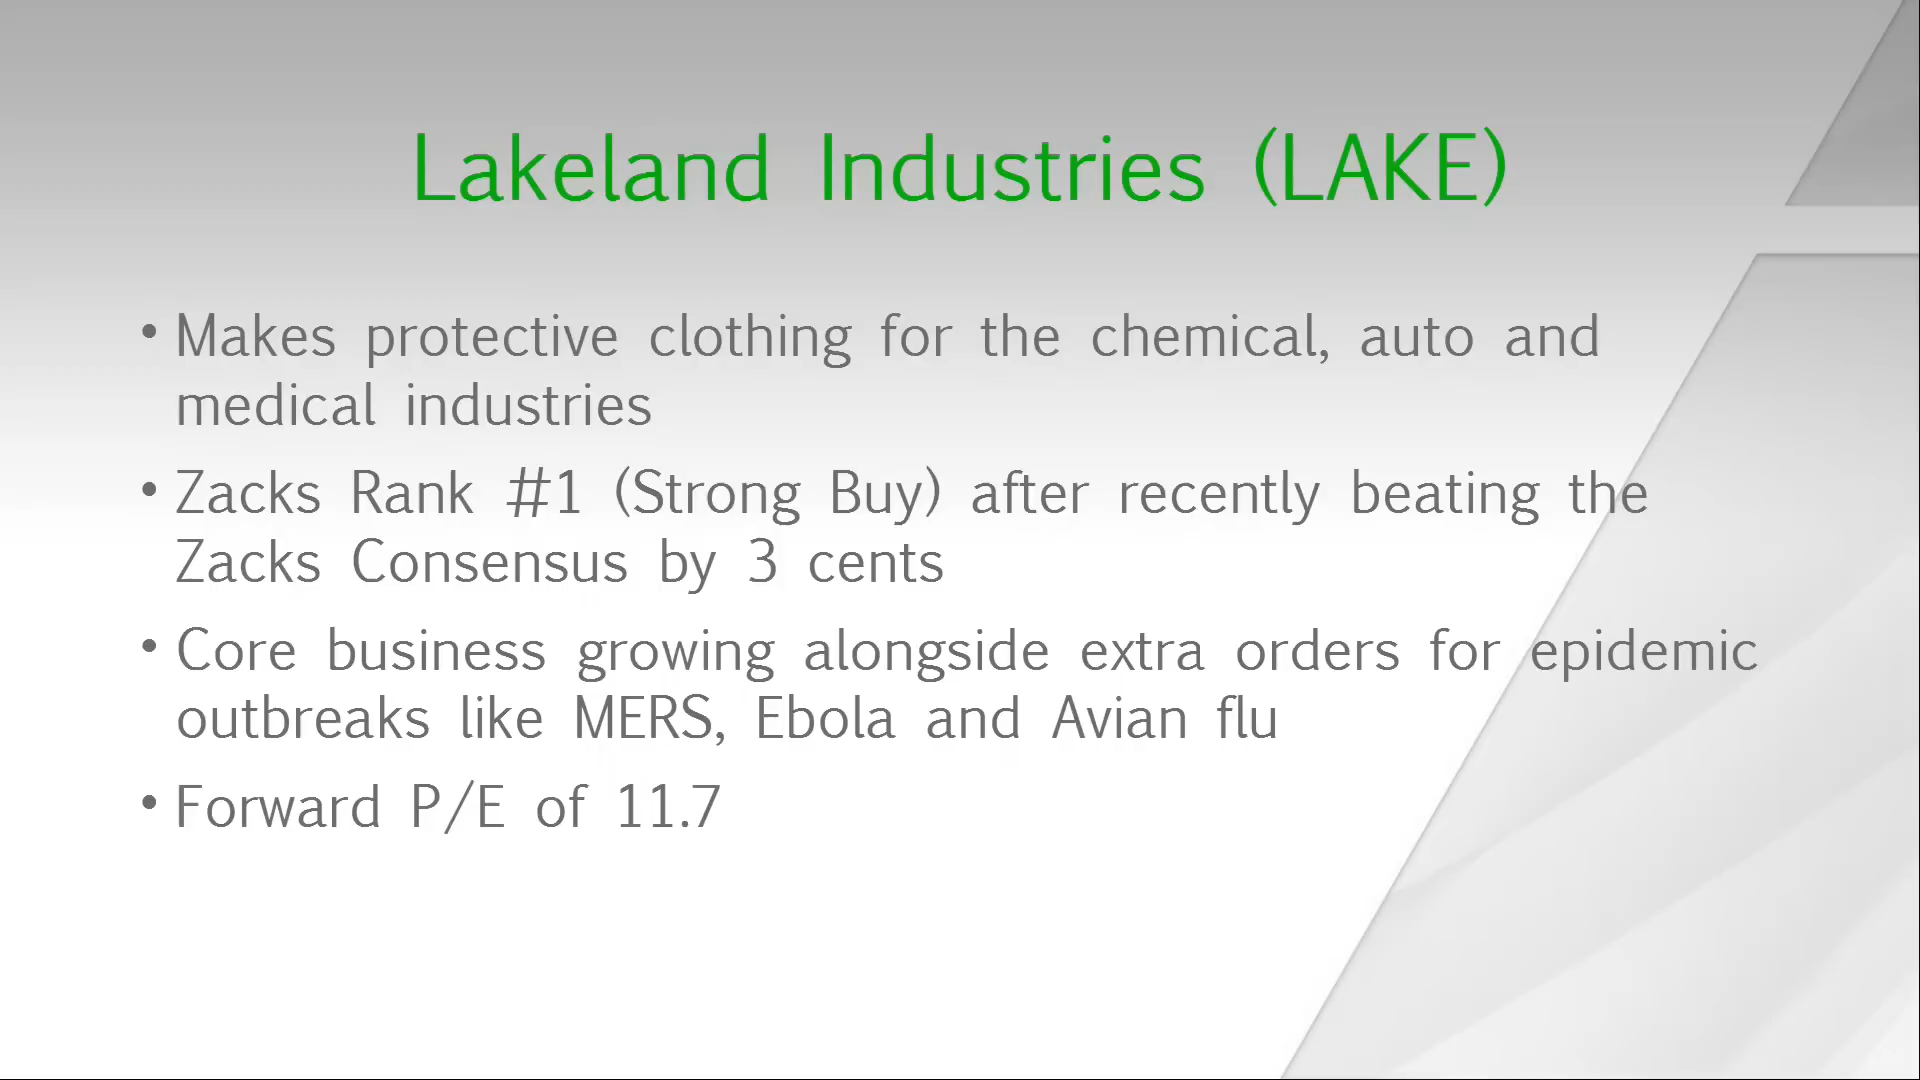 Lakeland Industries (LAKE)
• Makes protective clothing for the chemical, auto and
medical industries
• Zacks Rank #1 (Strong Buy) after recently beating the
Zacks Consensus by 3 cents
• Core business growing alongside extra orders for epidemic
outbreaks like MERS, Ebola and Avian flu
• Forward P/E of 11.7